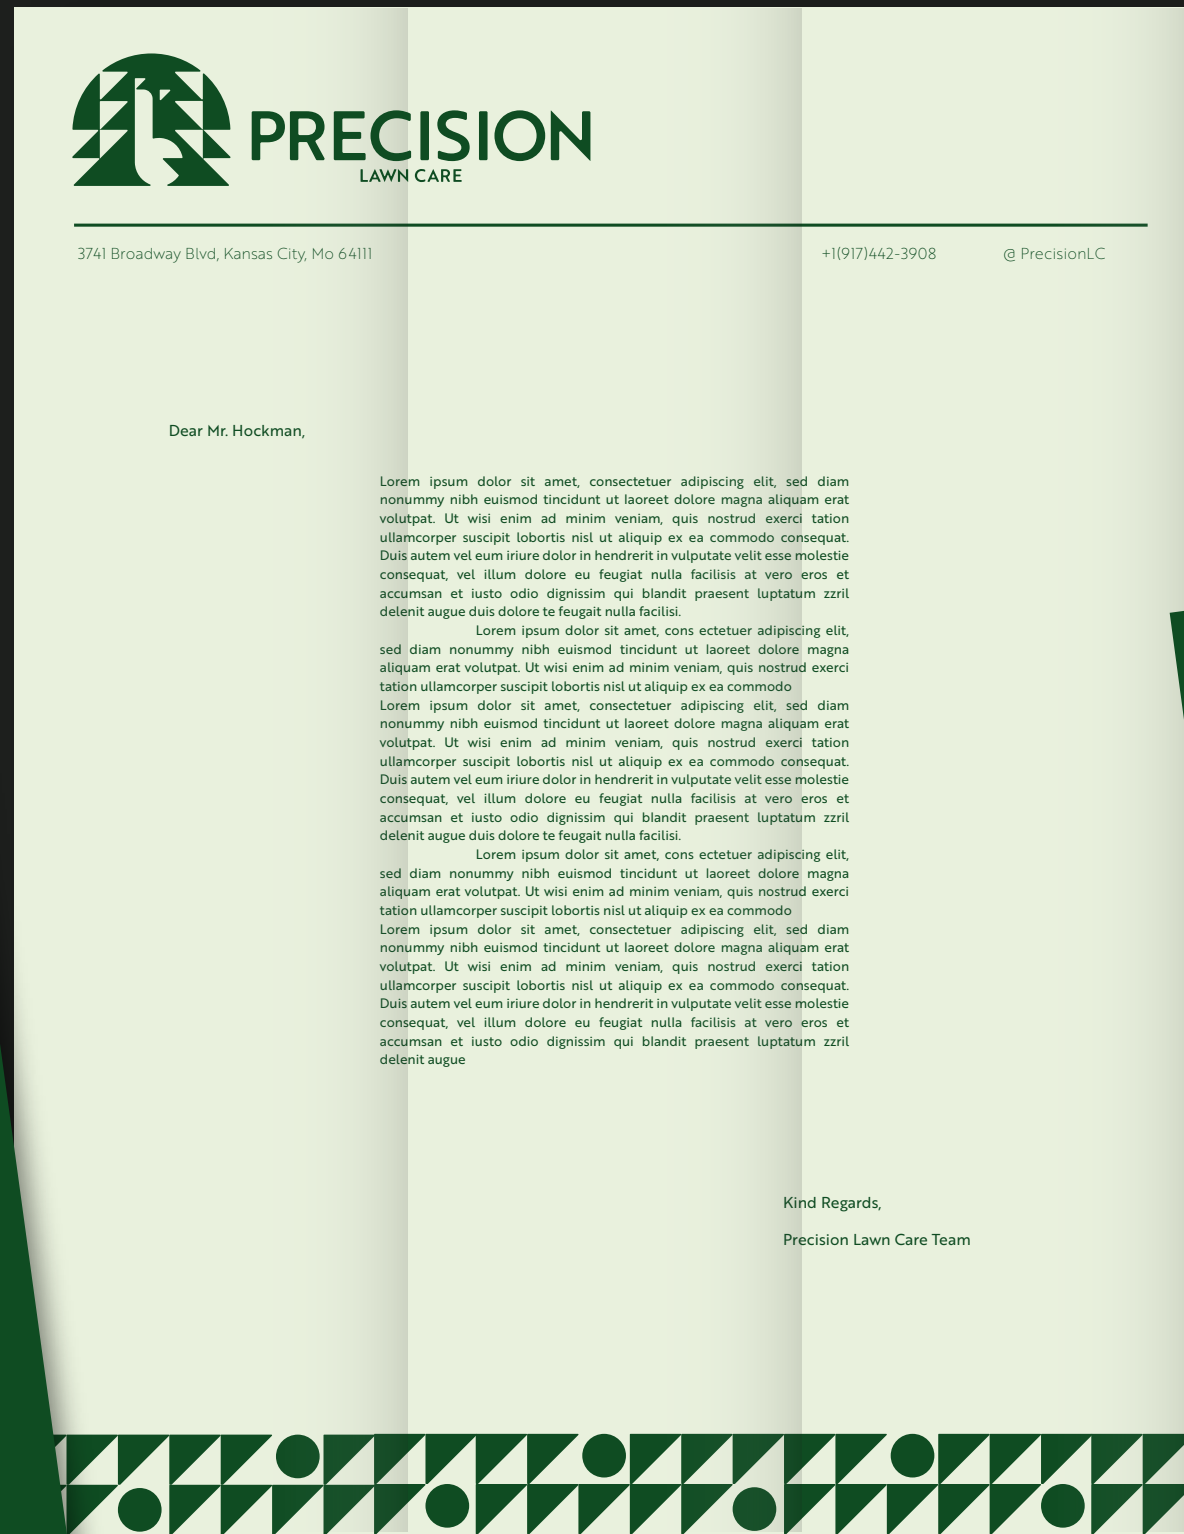 PRECISION
LAWN CARE
3741 Broadway Blvd, Kansas City, Mo 64111 +1(917)442-3908 @ PrecisionLC
Dear Mr. Hockman,
Lorem ipsum dolor sit amet, consectetuer adipiscing elit, sed diam
nonummy nibh euismod tincidunt ut laoreet dolore magna aliquam erat
volutpat. Ut wisi enim ad minim veniam, quis nostrud exerci tation
ullamcorper suscipit lobortis nisl ut aliquip ex ea commodo consequat.
Duis autem vel eum iriure dolor in hendrerit in vulputate velit esse molestie
consequat, vel illum dolore eu feugiat nulla facilisis at vero eros et
accumsan et iusto odio dignissim qui blandit praesent luptatum zzril
delenit augue duis dolore te feugait nulla facilisi.
Lorem ipsum dolor sit amet, cons ectetuer adipiscing elit,
sed diam nonummy nibh euismod tincidunt ut laoreet dolore magna
aliquam erat volutpat. Ut wisi enim ad minim veniam, quis nostrud exerci
tation ullamcorper suscipit lobortis nisl ut aliquip ex ea commodo
Lorem ipsum dolor sit amet, consectetuer adipiscing elit, sed diam
nonummy nibh euismod tincidunt ut laoreet dolore magna aliquam erat
volutpat. Ut wisi enim ad minim veniam, quis nostrud exerci tation
ullamcorper suscipit lobortis nisl ut aliquip ex ea commodo consequat.
Duis autem vel eum iriure dolor in hendrerit in vulputate velit esse molestie
consequat, vel illum dolore eu feugiat nulla facilisis at vero eros et
accumsan et iusto odio dignissim qui blandit praesent luptatum zzril
delenit augue duis dolore te feugait nulla facilisi.
Lorem ipsum dolor sit amet, cons ectetuer adipiscing elit,
sed diam nonummy nibh euismod tincidunt ut laoreet dolore magna
aliquam erat volutpat. Ut wisi enim ad minim veniam, quis nostrud exerci
tation ullamcorper suscipit lobortis nisl ut aliquip ex ea commodo
Lorem ipsum dolor sit amet, consectetuer adipiscing elit, sed diam
nonummy nibh euismod tincidunt ut laoreet dolore magna aliquam erat
volutpat. Ut wisi enim ad minim veniam, quis nostrud exerci tation
ullamcorper suscipit lobortis nisl ut aliquip ex ea commodo consequat.
Duis autem vel eum iriure dolor in hendrerit in vulputate velit esse molestie
consequat, vel illum dolore eu feugiat nulla facilisis at vero eros et
accumsan et iusto odio dignissim qui blandit praesent luptatum zzril
delenit augue
Kind Regards,
Precision Lawn Care Team